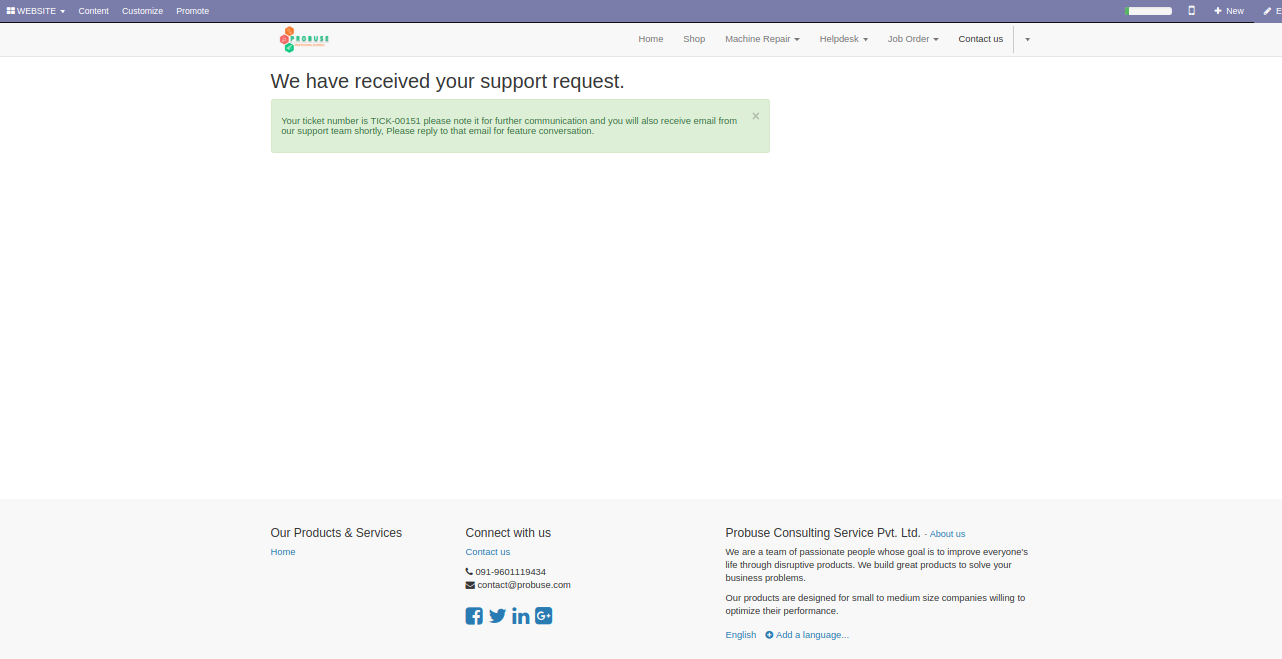 WEBSITE Content Customize Promote New E
PROBUSE Home Shop Machine Repair Helpdesk Job Order Contact us
We have received your support request.
Your ticket number is TICK-00151 please note it for further communication and you will also receive email from ×
our support team shortly, Please reply to that email for feature conversation.
Our Products & Services
Home
Connect with us
Contact us
091-9601119434
contact@probuse.com
Probuse Consulting Service Pvt. Ltd. - About us
We are a team of passionate people whose goal is to improve everyone's
life through disruptive products. We build great products to solve your
business problems.
Our products are designed for small to medium size companies willing to
optimize their performance.
English Add a language...